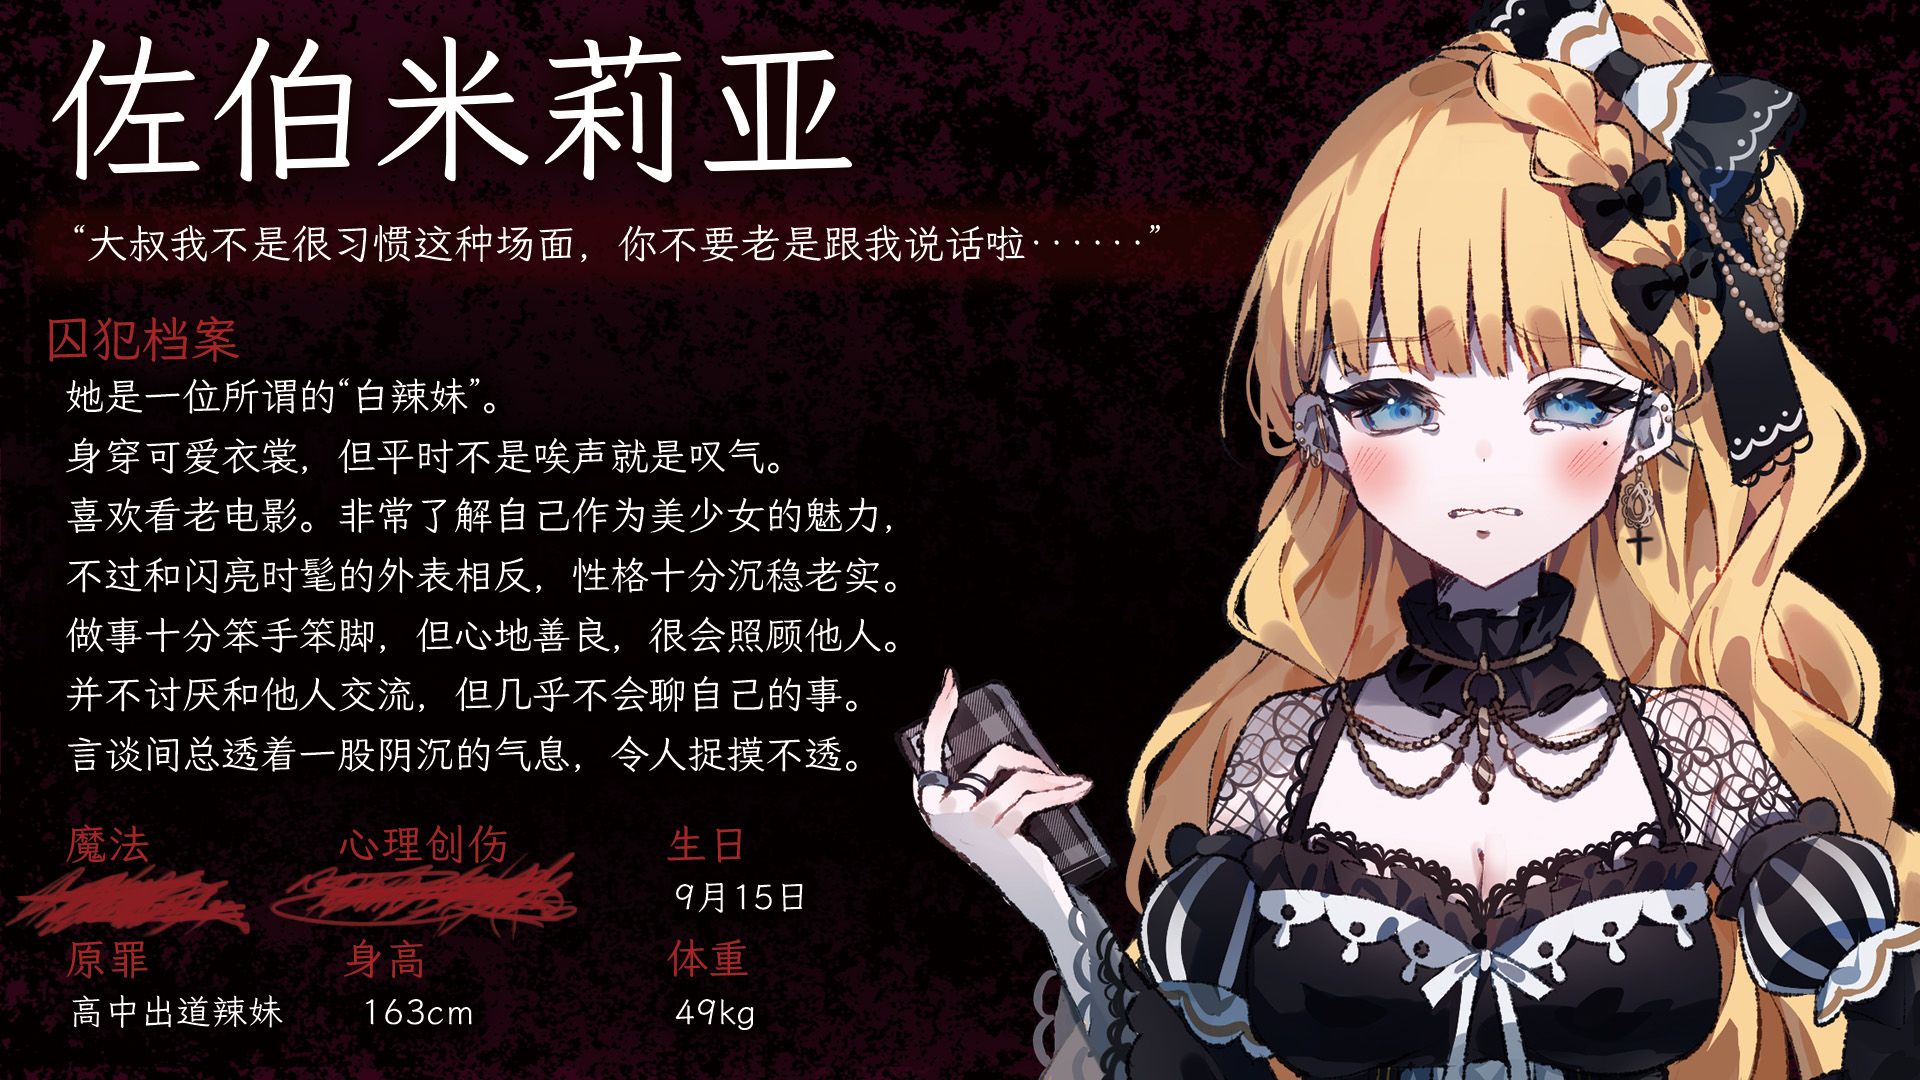 佐伯米莉亚
“大叔我不是很习惯这种场面，你不要老是跟我说话啦······”
囚犯档案
她是一位所谓的“白辣妹”。
身穿可爱衣裳，但平时不是唉声就是叹气。
喜欢看老电影。非常了解自己作为美少女的魅力，
不过和闪亮时髦的外表相反，性格十分沉稳老实。
做事十分笨手笨脚，但心地善良，很会照顾他人。
并不讨厌和他人交流，但几乎不会聊自己的事。
言谈间总透着一股阴沉的气息，令人捉摸不透。
魔法 心理创伤 生日
9月15日
原罪 身高 体重
高中出道辣妹 163cm 49kg